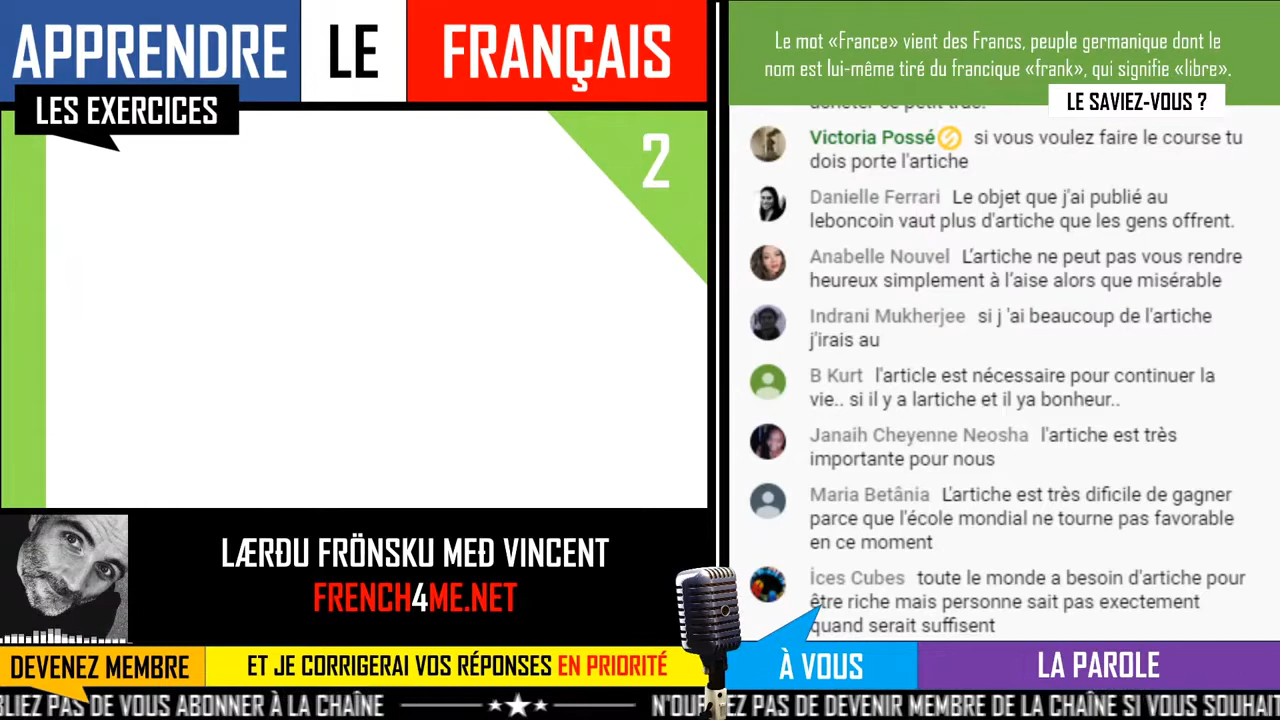 APPRENDRE LE FRANÇAIS
LES EXERCICES
2
LÆRÐU FRÖNSKU MEÐ VINCENT
FRENCH4ME.NET
DEVENEZ MEMBRE
ET JE CORRIGERAI VOS RÉPONSES EN PRIORITÉ
Le mot «France» vient des Francs, peuple germanique dont le
nom est lui-même tiré du francique «frank», qui signifie «libre».
LE SAVIEZ-VOUS ?
Victoria Possé si vous voulez faire le course tu
dois porte l'artiche
Danielle Ferrari Le objet que j'ai publié au
leboncoin vaut plus d'artiche que les gens offrent.
Anabelle Nouvel L'artiche ne peut pas vous rendre
heureux simplement à l'aise alors que misérable
Indrani Mukherjee si j 'ai beaucoup de l'artiche
j'irais au
B Kurt l'article est nécessaire pour continuer la
vie.. si il y a lartiche et il ya bonheur..
Janaih Cheyenne Neosha l'artiche est très
importante pour nous
Maria Betânia L'artiche est très dificile de gagner
parce que l'école mondial ne tourne pas favorable
en ce moment
İces Cubes toute le monde a besoin d'artiche pour
être riche mais personne sait pas exectement
quand serait suffisent
À VOUS LA PAROLE
PAS DE VOUS ABONNER À LA CHAÎNE
PAS DE DEVENIR MEMBRE DE LA CHAÎNE SI VOUS